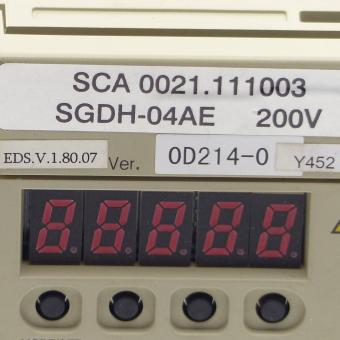 SCA 0021.111003
SGDH-04AE 200V
EDS.V.1.80.07 Ver. 0D214-0 Y452